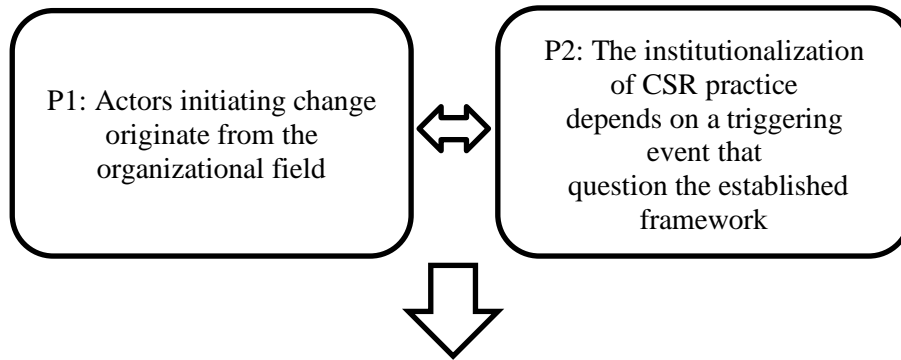 P1: Actors initiating change
originate from the
organizational field
P2: The institutionalization
of CSR practice
depends on a triggering
event that
question the established
framework